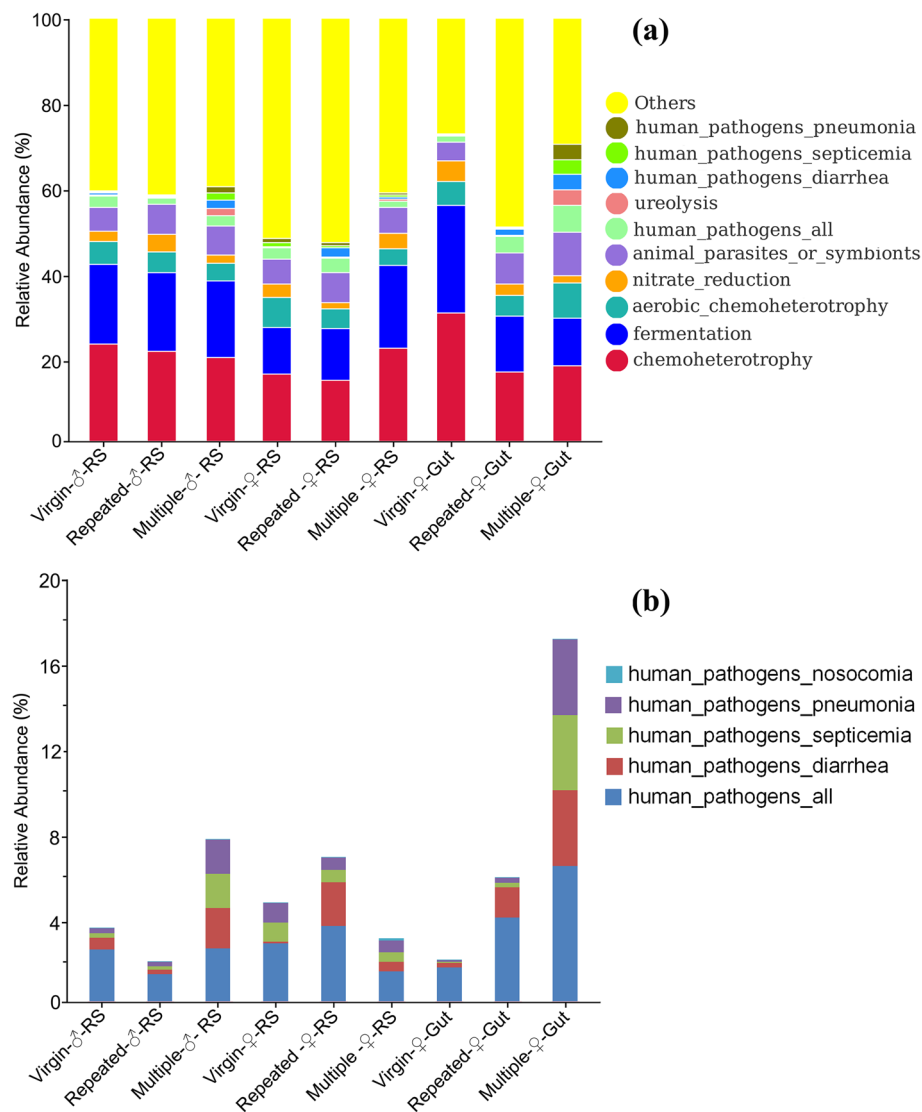 (a)
Relative Abundance (%)
100
80
60
40
20
0
Others
human_pathogens_pneumonia
human_pathogens_septicemia
human_pathogens_diarrhea
ureolysis
human_pathogens_all
animal_parasites_or_symbionts
nitrate_reduction
aerobic_chemoheterotrophy
fermentation
chemoheterotrophy
Virgin-♂-RS
Repeated-♂-RS
Multiple-♂- RS
Virgin-♀-RS
Repeated -♀-RS
Multiple -♀-RS
Virgin-♀-Gut
Repeated-♀-Gut
Multiple-♀-Gut
(b)
Relative Abundance (%)
20
16
12
8
4
0
human_pathogens_nosocomia
human_pathogens_pneumonia
human_pathogens_septicemia
human_pathogens_diarrhea
human_pathogens_all
Virgin-♂-RS
Repeated-♂-RS
Multiple-♂- RS
Virgin-♀-RS
Repeated -♀-RS
Multiple -♀-RS
Virgin-♀-Gut
Repeated-♀-Gut
Multiple-♀-Gut